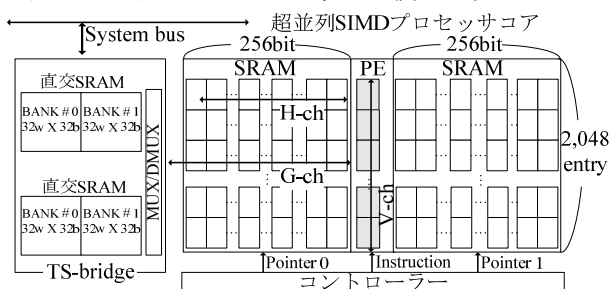 超並列SIMDプロセッサコア
System bus
256bit
256bit
SRAM
PE
SRAM
直交SRAM
BANK#0 BANK#1
32w X 32b 32w X 32b
MUX/DMUX
H-ch
2,048
entry
G-ch
V-ch
直交SRAM
BANK#0 BANK#1
32w X 32b 32w X 32b
TS-bridge
Pointer 0
Instruction
Pointer 1
コントローラー